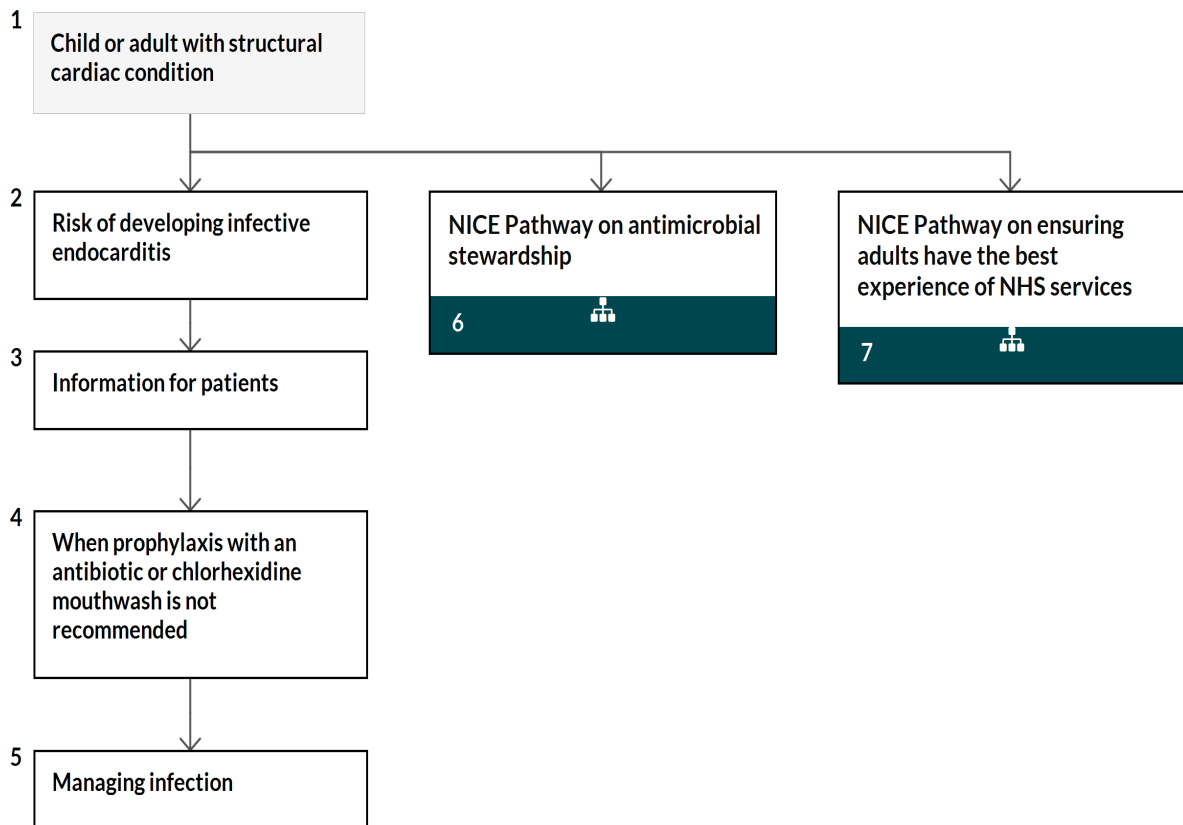 1
Child or adult with structural
cardiac condition
2
Risk of developing infective
endocarditis
NICE Pathway on antimicrobial
stewardship
6
NICE Pathway on ensuring
adults have the best
experience of NHS services
7
3
Information for patients
4
When prophylaxis with an
antibiotic or chlorhexidine
mouthwash is not
recommended
5
Managing infection